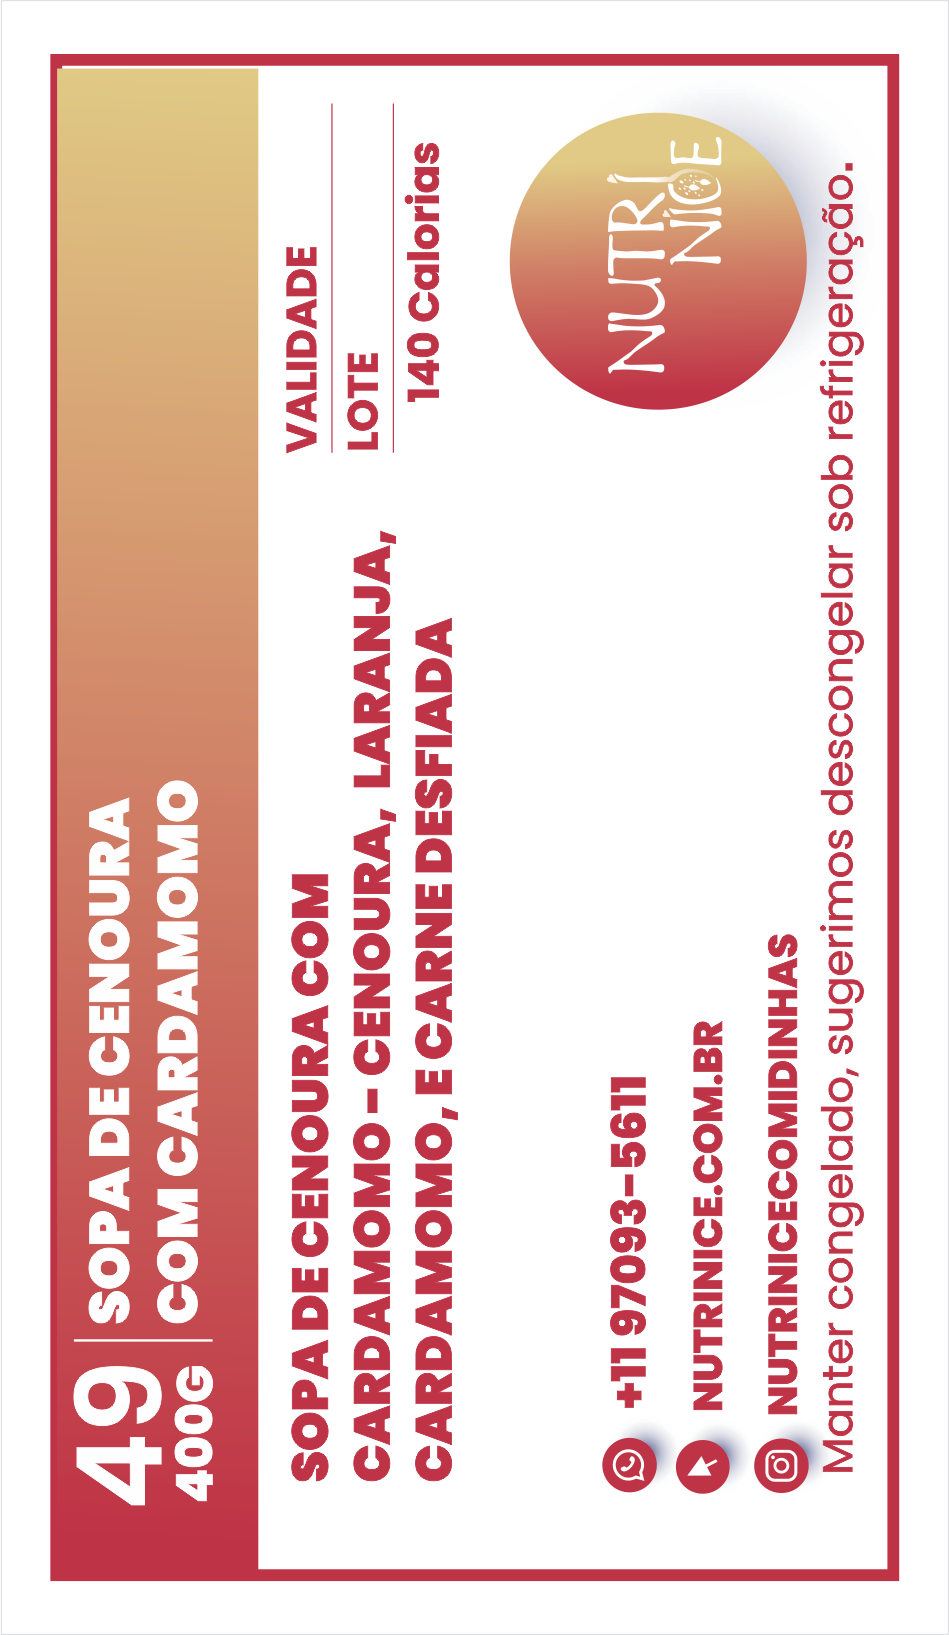 49
400G
SOPA DE CENOURA
COM CARDAMOMO
SOPA DE CENOURA COM
CARDAMOMO – CENOURA, LARANJA,
CARDAMOMO, E CARNE DESFIADA
VALIDADE
LOTE
140 Calorias
+11 97093-5611
NUTRINICE.COM.BR
NUTRINICECOMIDINHAS
NUTRÍ
NICE
Manter congelado, sugerimos descongelar sob refrigeração.